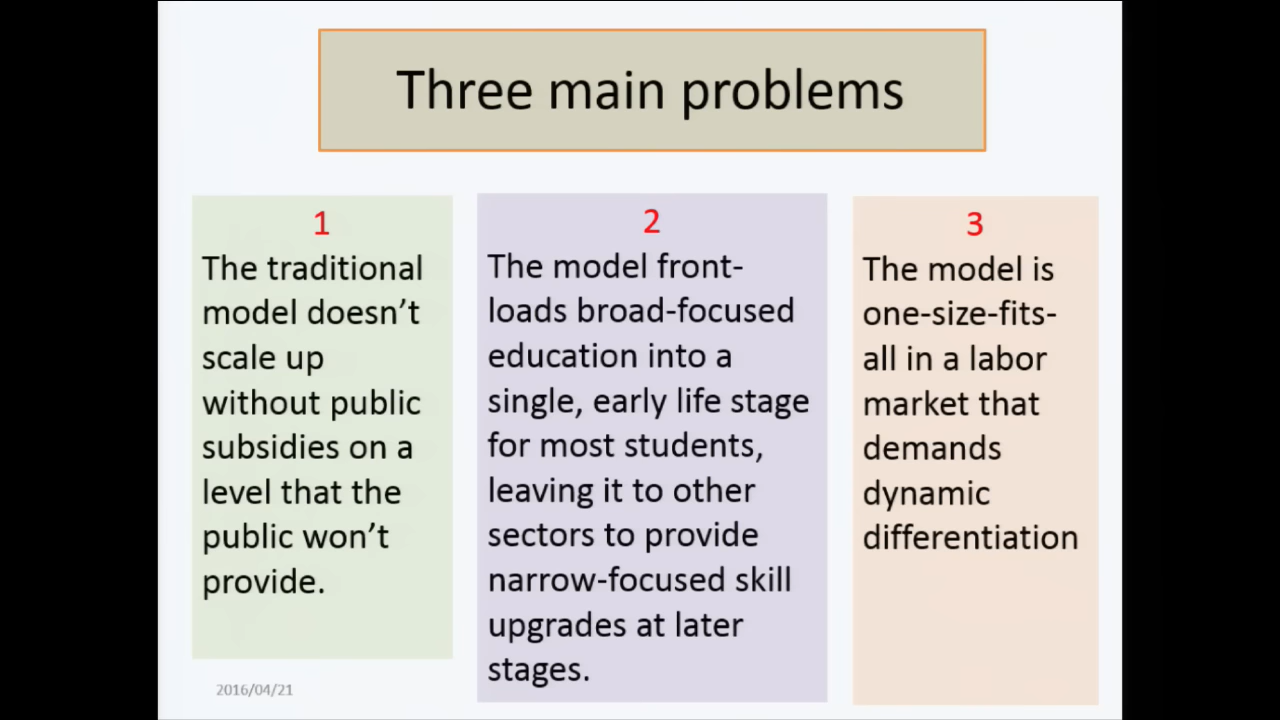 Three main problems
1
The traditional
model doesn’t
scale up
without public
subsidies on a
level that the
public won’t
provide.
2
The model front-
loads broad-focused
education into a
single, early life stage
for most students,
leaving it to other
sectors to provide
narrow-focused skill
upgrades at later
stages.
3
The model is
one-size-fits-
all in a labor
market that
demands
dynamic
differentiation
2016/04/21